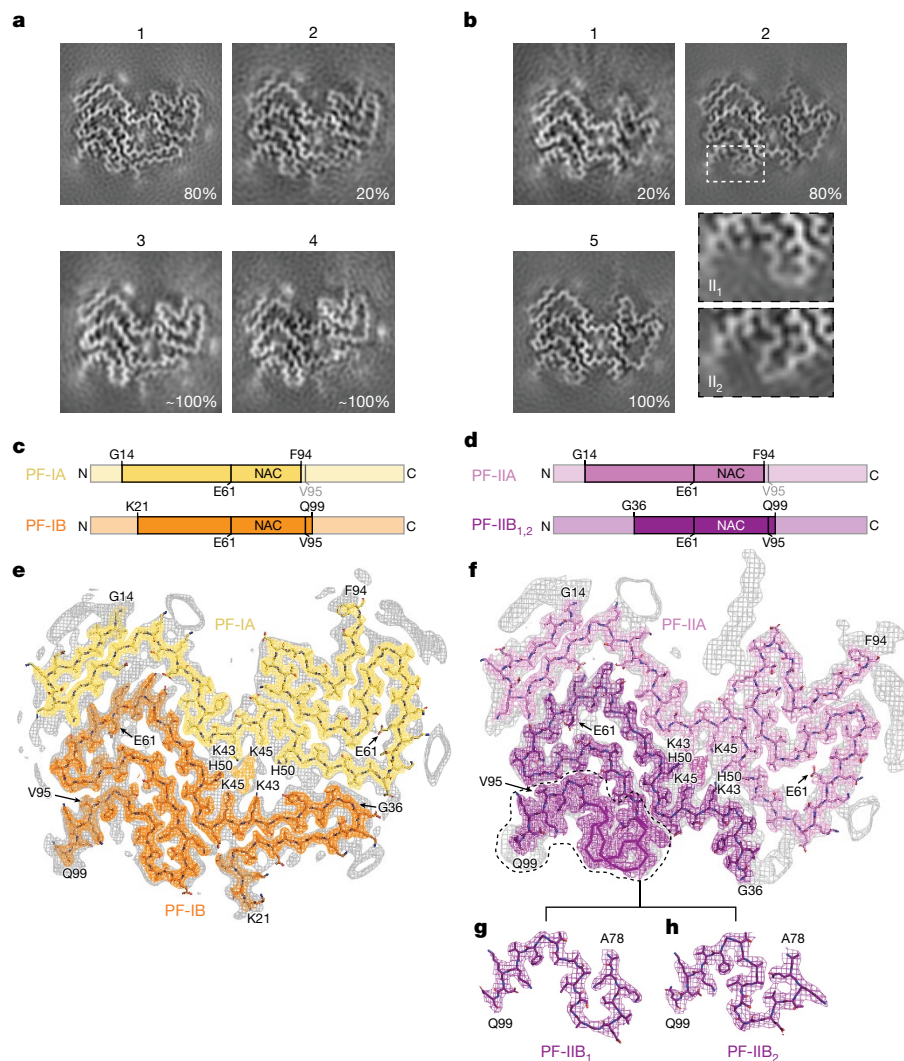 a
b
1
2
1
2
80%
20%
20%
80%
3
4
5
II1
II2
~100%
~100%
100%
c
d
G14
F94
PF-IA
N
NAC
C
E61
V95
K21
Q99
PF-IB
NAC
E61
V95
G14
F94
PF-IIA
N
NAC
C
E61
V95
G36
Q99
PF-IIB1,2
N
NAC
C
E61
V95
e
f
G14
F94
PF-IA
E61
K43
K45
H50
H50
E61
K45
K43
V95
G36
Q99
K21
PF-IB
G14
PF-IIA
F94
E61
K43
H50
K45
K45
H50
K43
E61
V95
Q99
G36
g
h
A78
A78
Q99
Q99
PF-IIB1
PF-IIB2